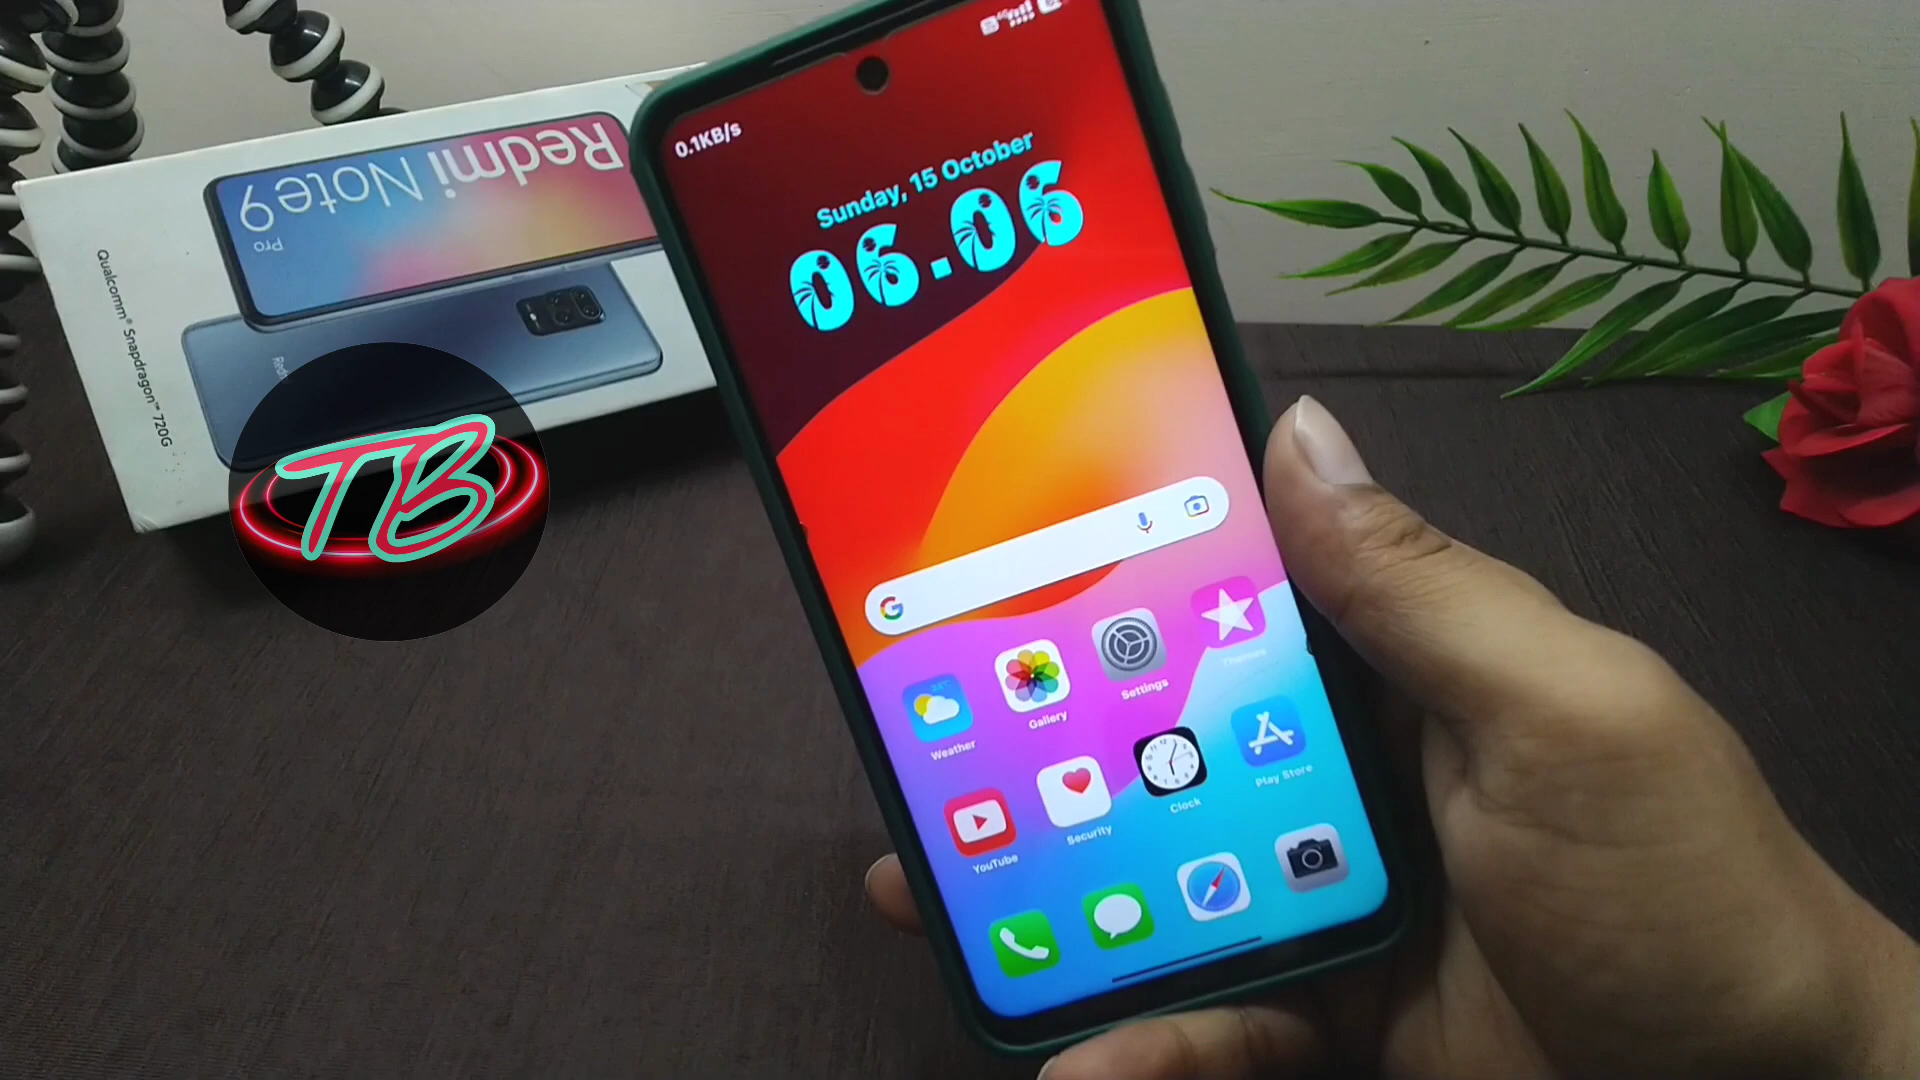 Redmi Note 9
Pro
Qualcomm® Snapdragon™ 720G
TB
0.1KB/s
Sunday, 15 October
06.06
G
Weather
Gallery
Settings
Themes
YouTube
Security
Clock
Play Store